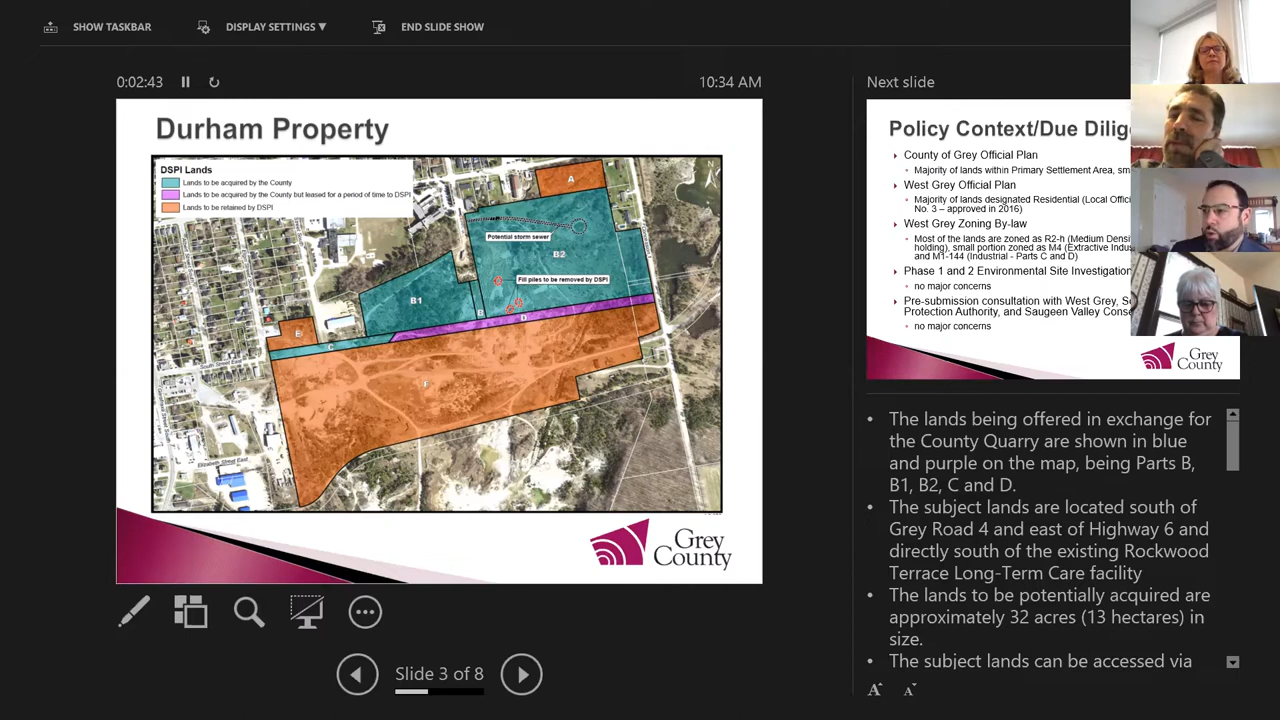 SHOW TASKBAR
DISPLAY SETTINGS ▼
END SLIDE SHOW
0:02:43
10:34 AM
Next slide
Durham Property
DSPI Lands
Lands to be acquired by the County
Lands to be acquired by the County but leased for a period of time to DSPI
Lands to be retained by DSPI
N
A
Potential storm sewer
B2
Fill piles to be removed by DSPI
B1
B
D
E
C
F
South Street East
Elizabeth Street East
Grey
County
Policy Context/Due Dilig
County of Grey Official Plan
Majority of lands within Primary Settlement Area, sm
West Grey Official Plan
Majority of lands designated Residential (Local Offic
No. 3 – approved in 2016)
West Grey Zoning By-law
Most of the lands are zoned as R2-h (Medium Densi
holding), small portion zoned as M4 (Extractive Indus
and M1-144 (Industrial - Parts C and D)
Phase 1 and 2 Environmental Site Investigation
no major concerns
Pre-submission consultation with West Grey, So
Protection Authority, and Saugeen Valley Conse
no major concerns
Grey
County
• The lands being offered in exchange for
the County Quarry are shown in blue
and purple on the map, being Parts B,
B1, B2, C and D.
• The subject lands are located south of
Grey Road 4 and east of Highway 6 and
directly south of the existing Rockwood
Terrace Long-Term Care facility
• The lands to be potentially acquired are
approximately 32 acres (13 hectares) in
size.
• The subject lands can be accessed via
Slide 3 of 8
A A